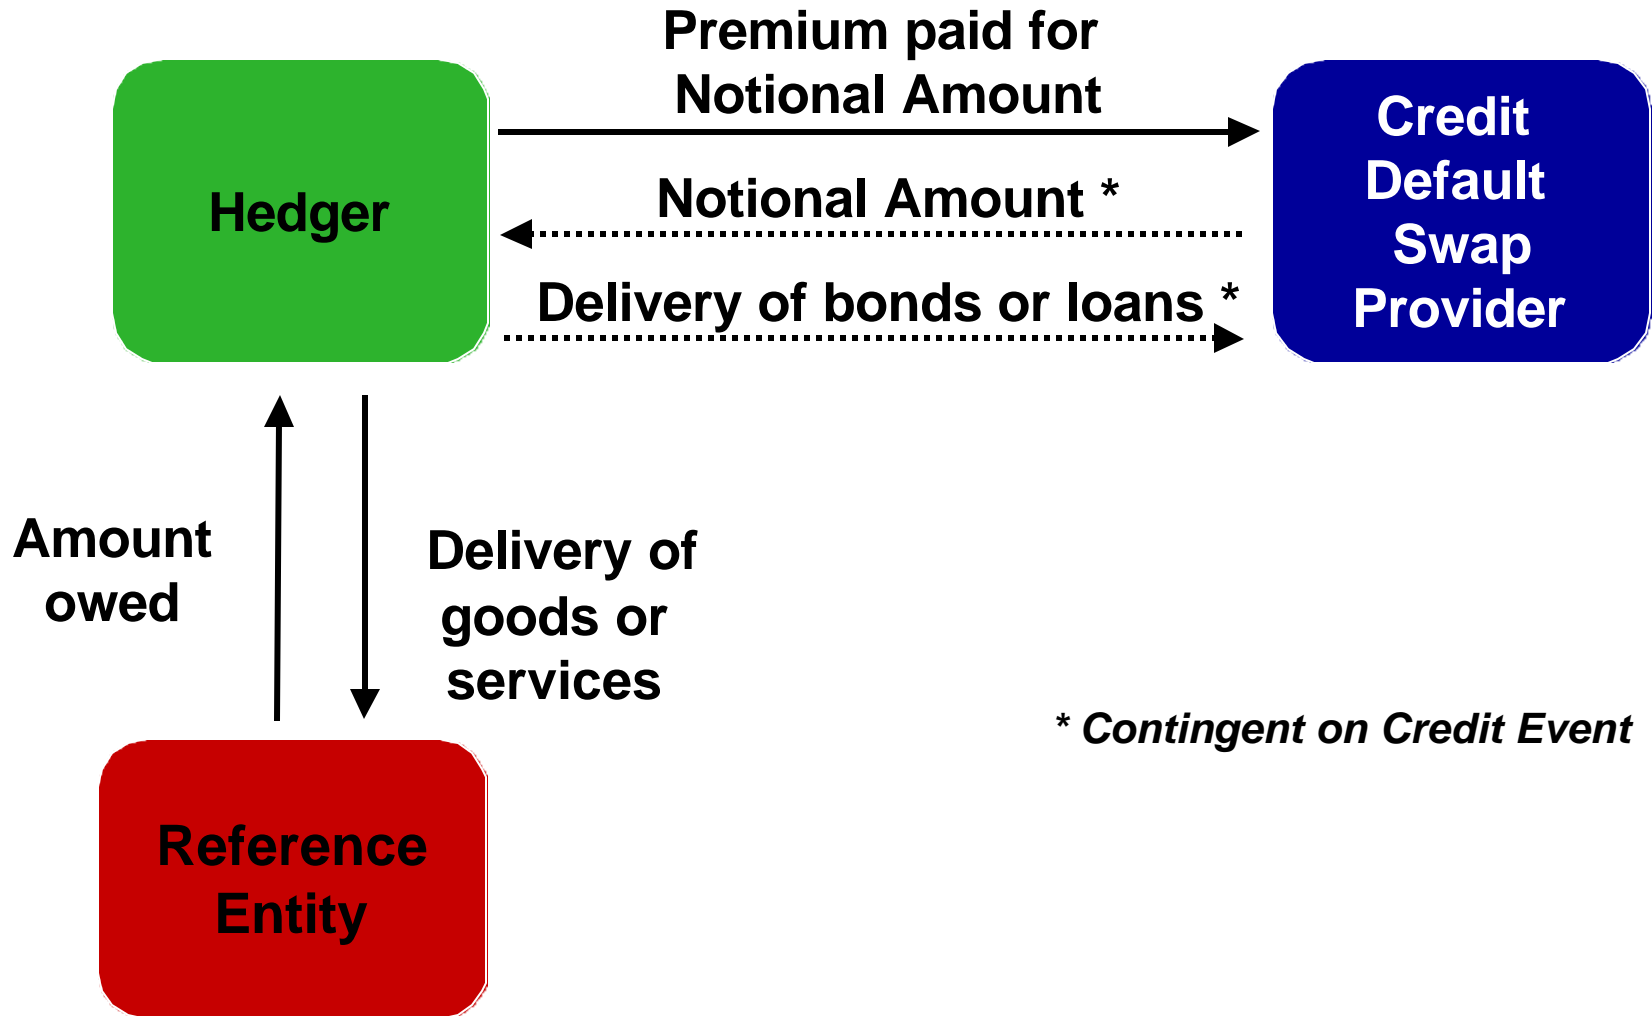 Premium paid for
Notional Amount
Hedger
Credit
Default
Swap
Provider
Notional Amount *
Delivery of bonds or loans *
Amount
owed
Delivery of
goods or
services
* Contingent on Credit Event
Reference
Entity